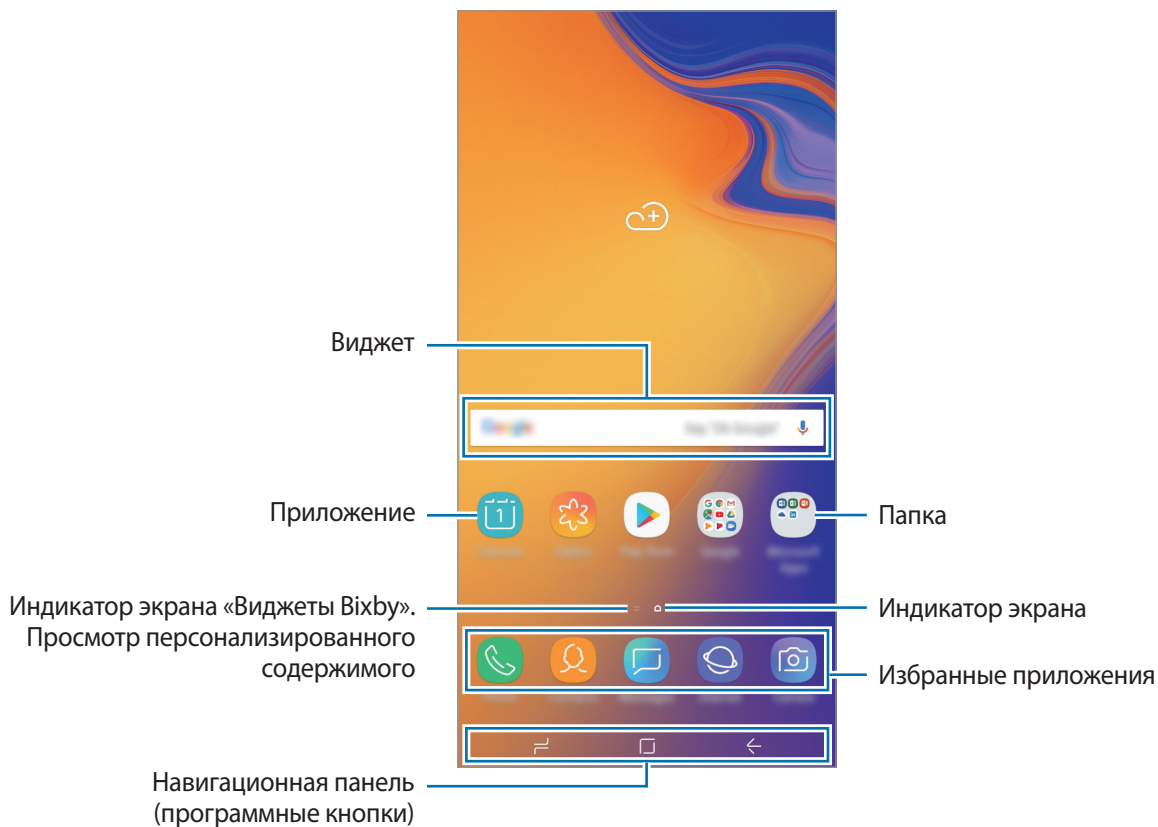 Виджет
Приложение
Папка
Индикатор экрана «Виджеты Bixby».
Просмотр персонализированного
содержимого
Индикатор экрана
Избранные приложения
Навигационная панель
(программные кнопки)